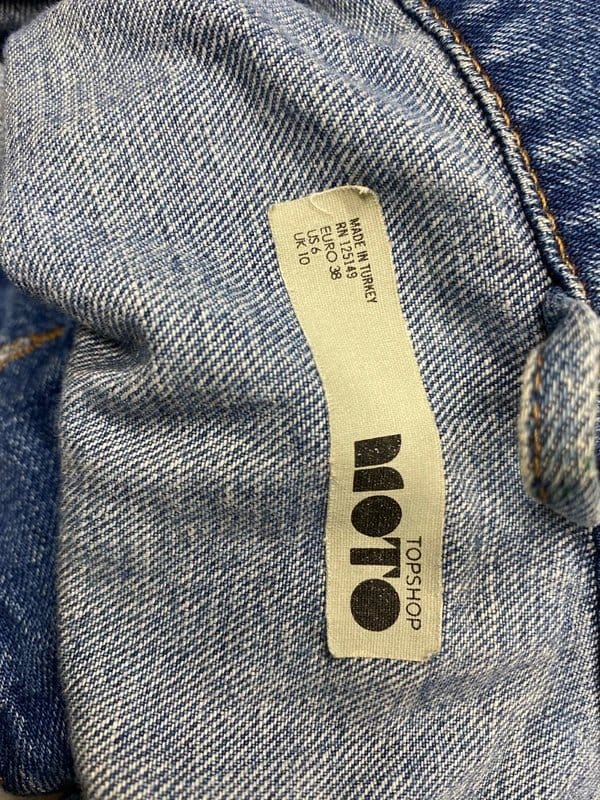 TOPSHOP
MOTO
MADE IN TURKEY
RN 125149
EURO 38
US 6
UK 10